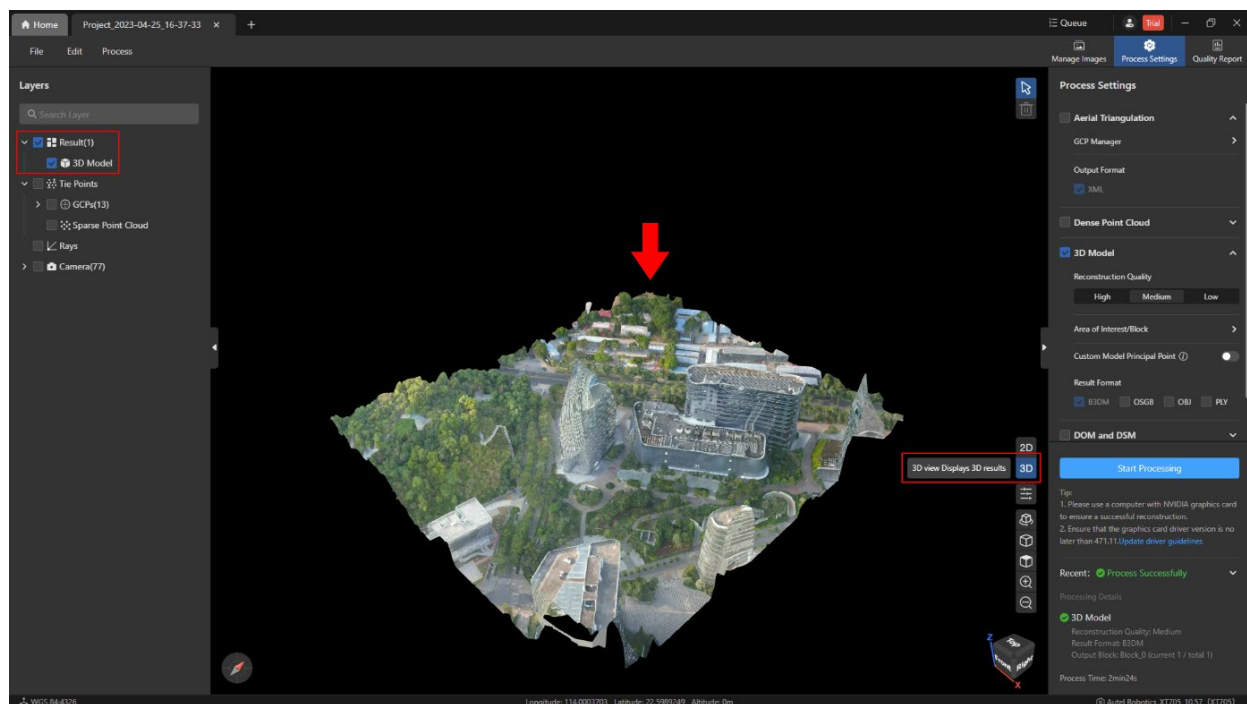 Home
Project_2023-04-25_16-37-33
Queue
Trial
File
Edit
Process
Manage Images
Process Settings
Quality Report
Layers
Search Layer
Result(1)
3D Model
Tie Points
GCPs(13)
Sparse Point Cloud
Rays
Camera(77)
2D
3D view Displays 3D results
3D
Z
Top
Front
Right
X
Process Settings
Aerial Triangulation
GCP Manager
Output Format
XML
Dense Point Cloud
3D Model
Reconstruction Quality
High
Medium
Low
Area of Interest/Block
Custom Model Principal Point
Result Format
B3DM
OSGB
OBJ
PLY
DOM and DSM
Start Processing
Tip:
1. Please use a computer with NVIDIA graphics card
to ensure a successful reconstruction.
2. Ensure that the graphics card driver version is no
later than 471.11.Update driver guidelines
Recent: Process Successfully
Processing Details
3D Model
Reconstruction Quality: Medium
Result Format: B3DM
Output Block: Block_0 (current 1 / total 1)
Process Time: 2min24s
WGS 84:4326
Longitude: 114.0003703 Latitude: 22.5989249 Altitude: 0m
Autel Robotics XT705 10.57 (XT705)